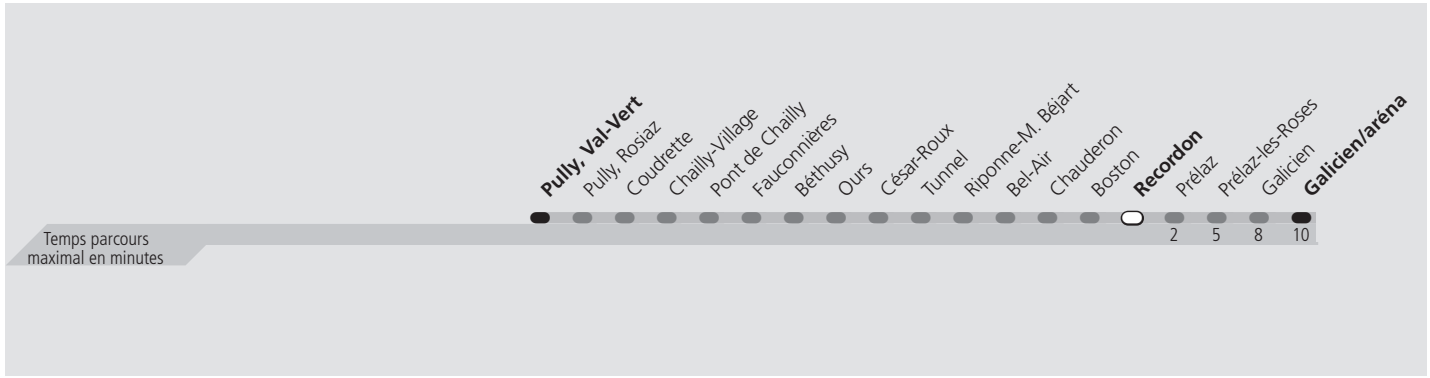 Pully, Val-Vert
Pully, Rosiaz
Coudrette
Chailly-Village
Pont de Chailly
Fauconnières
Béthusy
Ours
César-Roux
Tunnel
Riponne-M. Béjart
Bel-Air
Chauderon
Boston
Recordon
Prélaz
Prélaz-les-Roses
Galicien
Galicien/aréna
Temps parcours
maximal en minutes
2 5 8 10